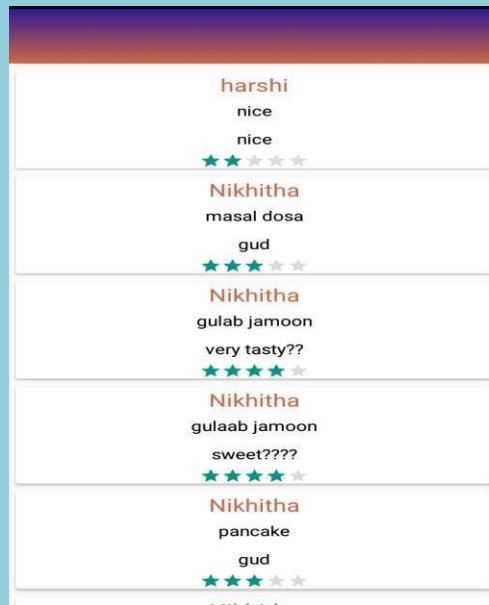 harshi
nice
nice
Nikhitha
masal dosa
gud
Nikhitha
gulab jamoon
very tasty??
Nikhitha
gulaab jamoon
sweet????
Nikhitha
pancake
gud